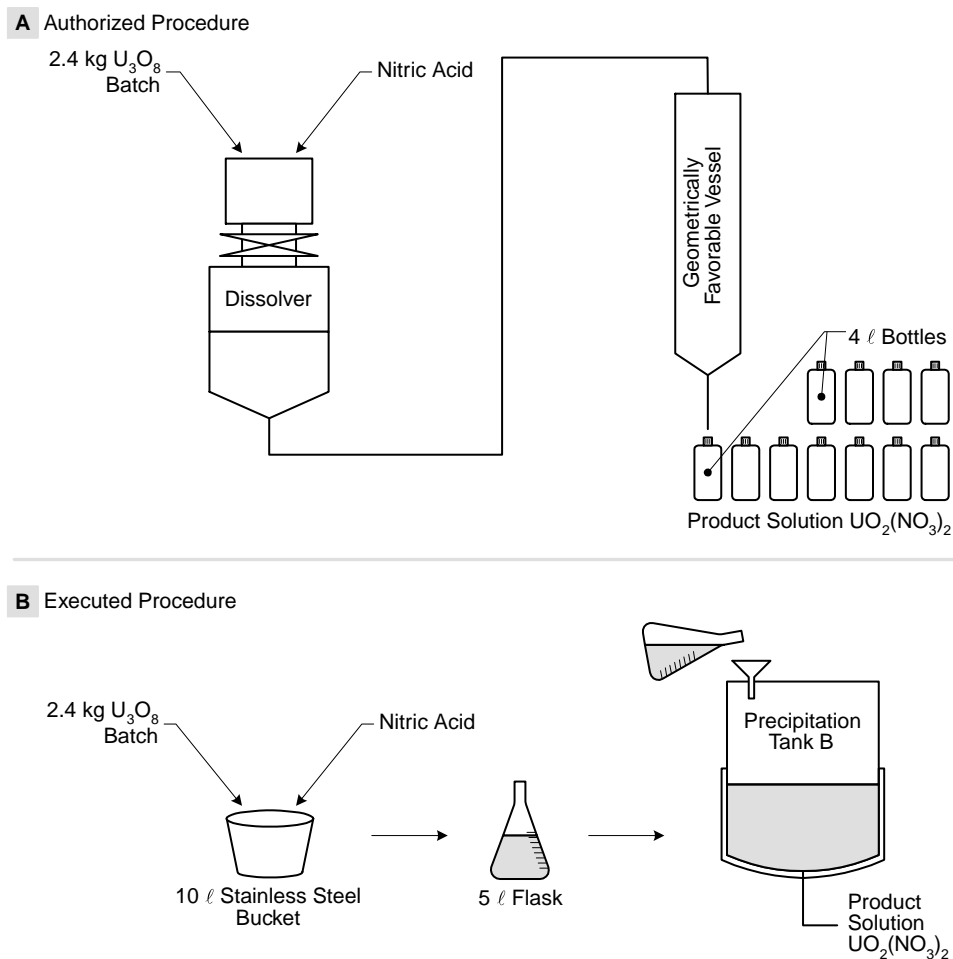 A Authorized Procedure
2.4 kg U₃O₈
Batch
Nitric Acid
Dissolver
Geometrically
Favorable Vessel
4 ℓ Bottles
Product Solution UO₂(NO₃)₂
B Executed Procedure
2.4 kg U₃O₈
Batch
Nitric Acid
10 ℓ Stainless Steel
Bucket
5 ℓ Flask
Precipitation
Tank B
Product
Solution
UO₂(NO₃)₂